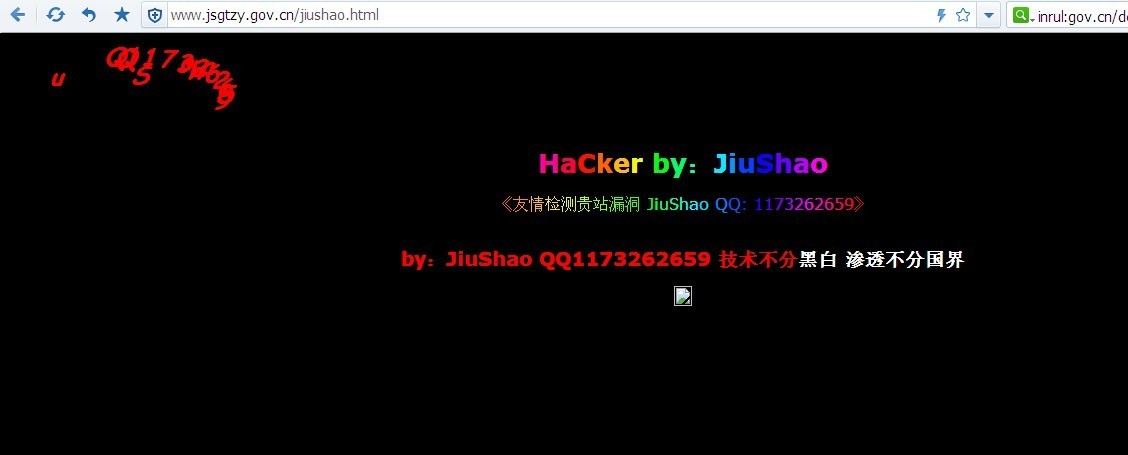 www.jsgtzy.gov.cn/jiushao.html
inrul:gov.cn/de
HaCker by：JiuShao
《友情检测贵站漏洞 JiuShao QQ: 1173262659》
by：JiuShao QQ1173262659 技术不分黑白 渗透不分国界